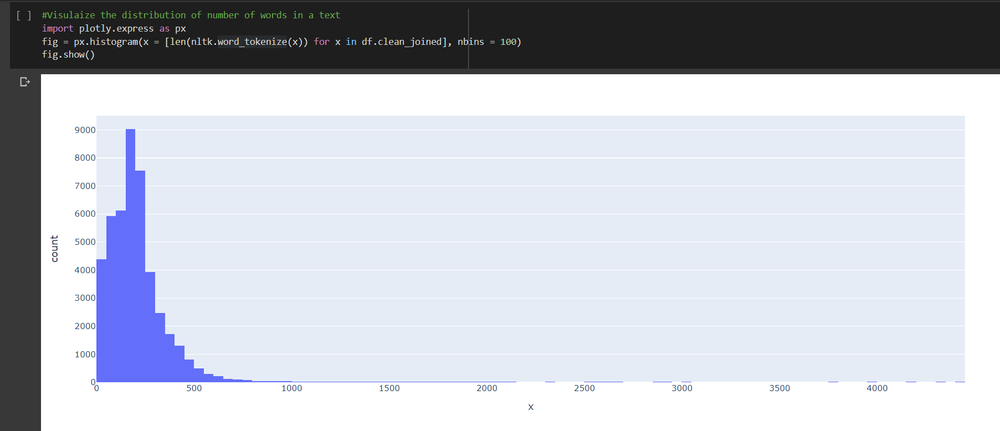 [ ] #Visulaize the distribution of number of words in a text
import plotly.express as px
fig = px.histogram(x = [len(nltk.word_tokenize(x)) for x in df.clean_joined], nbins = 100)
fig.show()
9000
8000
7000
6000
5000
4000
3000
2000
1000
0
count
0 500 1000 1500 2000 2500 3000 3500 4000
x